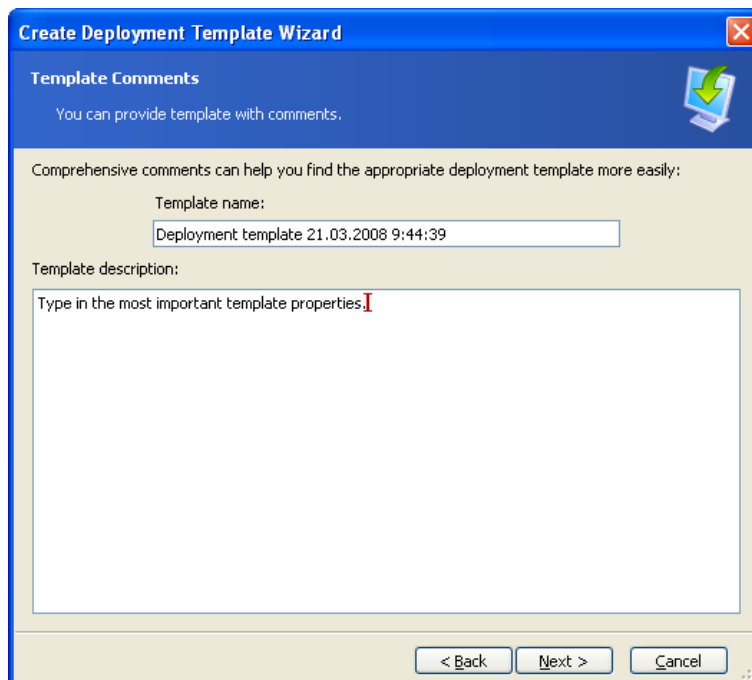 Create Deployment Template Wizard
Template Comments
You can provide template with comments.
Comprehensive comments can help you find the appropriate deployment template more easily:
Template name:
Deployment template 21.03.2008 9:44:39
Template description:
Type in the most important template properties.
< Back
Next >
Cancel